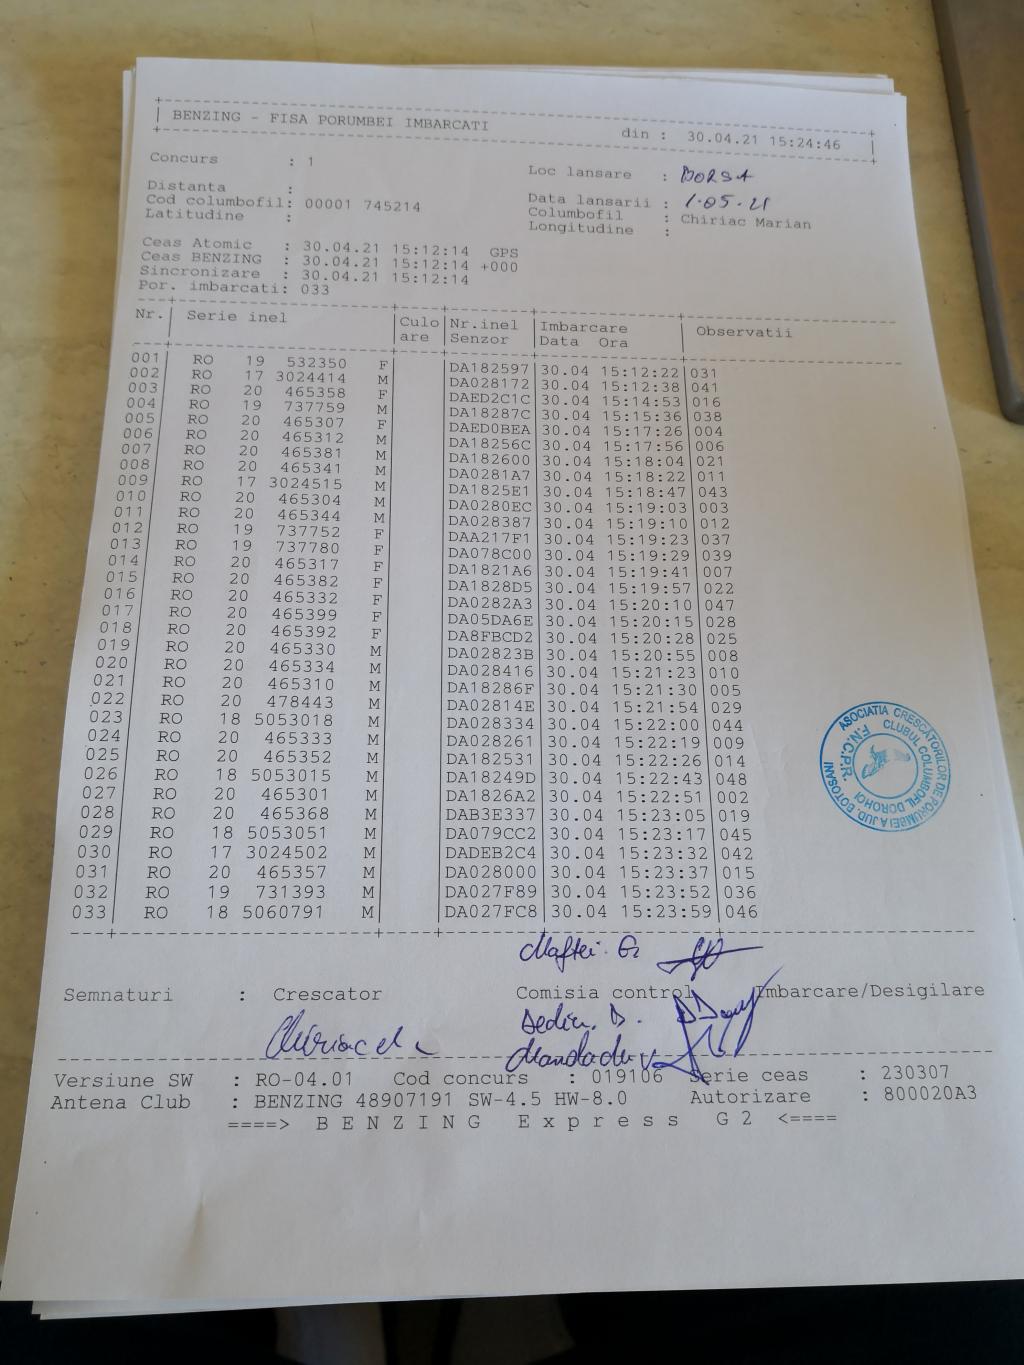 BENZING - FISA PORUMBEI IMBARCATI din : 30.04.21 15:24:46
Concurs : 1 Loc lansare : BORSA
Distanta : Data lansarii : 1.05.21
Cod columbofil: 00001 745214 Columbofil : Chiriac Marian
Latitudine : Longitudine :
Ceas Atomic : 30.04.21 15:12:14 GPS
Ceas BENZING : 30.04.21 15:12:14 +000
Sincronizare : 30.04.21 15:12:14
Por. imbarcati: 033
Nr. Serie inel Culo Nr.inel Imbarcare Observatii
are Senzor Data Ora
001 RO 19 532350 F DA182597 30.04 15:12:22 031
002 RO 17 3024414 M DA028172 30.04 15:12:38 041
003 RO 20 465358 F DAED2C1C 30.04 15:14:53 016
004 RO 19 737759 M DA18287C 30.04 15:15:36 038
005 RO 20 465307 F DAED0BEA 30.04 15:17:26 004
006 RO 20 465312 M DA18256C 30.04 15:17:56 006
007 RO 20 465381 M DA182600 30.04 15:18:04 021
008 RO 20 465341 M DA0281A7 30.04 15:18:22 011
009 RO 17 3024515 M DA1825E1 30.04 15:18:47 043
010 RO 20 465304 M DA0280EC 30.04 15:19:03 003
011 RO 20 465344 M DA028387 30.04 15:19:10 012
012 RO 19 737752 F DAA217F1 30.04 15:19:23 037
013 RO 19 737780 F DA078C00 30.04 15:19:29 039
014 RO 20 465317 F DA1821A6 30.04 15:19:41 007
015 RO 20 465382 F DA1828D5 30.04 15:19:57 022
016 RO 20 465332 F DA0282A3 30.04 15:20:10 047
017 RO 20 465399 F DA05DA6E 30.04 15:20:15 028
018 RO 20 465392 F DA8FBCD2 30.04 15:20:28 025
019 RO 20 465330 M DA02823B 30.04 15:20:55 008
020 RO 20 465334 M DA028416 30.04 15:21:23 010
021 RO 20 465310 M DA18286F 30.04 15:21:30 005
022 RO 20 478443 M DA02814E 30.04 15:21:54 029
023 RO 18 5053018 M DA028334 30.04 15:22:00 044
024 RO 20 465333 M DA028261 30.04 15:22:19 009
025 RO 20 465352 M DA182531 30.04 15:22:26 014
026 RO 18 5053015 M DA18249D 30.04 15:22:43 048
027 RO 20 465301 M DA1826A2 30.04 15:22:51 002
028 RO 20 465368 M DAB3E337 30.04 15:23:05 019
029 RO 18 5053051 M DA079CC2 30.04 15:23:17 045
030 RO 17 3024502 M DADEB2C4 30.04 15:23:32 042
031 RO 20 465357 M DA028000 30.04 15:23:37 015
032 RO 19 731393 M DA027F89 30.04 15:23:52 036
033 RO 18 5060791 M DA027FC8 30.04 15:23:59 046
ASOCIATIA CRESCATORILOR DE PORUMBEI A JUD. BOTOSANI
CLUBUL COLUMBOFIL DOROHOI
F.N.C.P.R.
Maftei G
Semnaturi : Crescator Comisia control Imbarcare/Desigilare
Chiriac
Versiune SW : RO-04.01 Cod concurs : 019106 Serie ceas : 230307
Antena Club : BENZING 48907191 SW-4.5 HW-8.0 Autorizare : 800020A3
====> B E N Z I N G E x p r e s s G 2 <====